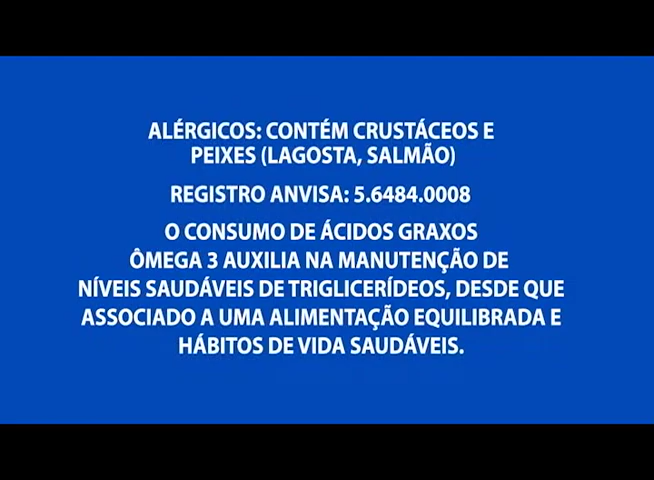 ALÉRGICOS: CONTÉM CRUSTÁCEOS E
PEIXES (LAGOSTA, SALMÃO)
REGISTRO ANVISA: 5.6484.0008
O CONSUMO DE ÁCIDOS GRAXOS
ÔMEGA 3 AUXILIA NA MANUTENÇÃO DE
NÍVEIS SAUDÁVEIS DE TRIGLICERÍDEOS, DESDE QUE
ASSOCIADO A UMA ALIMENTAÇÃO EQUILIBRADA E
HÁBITOS DE VIDA SAUDÁVEIS.